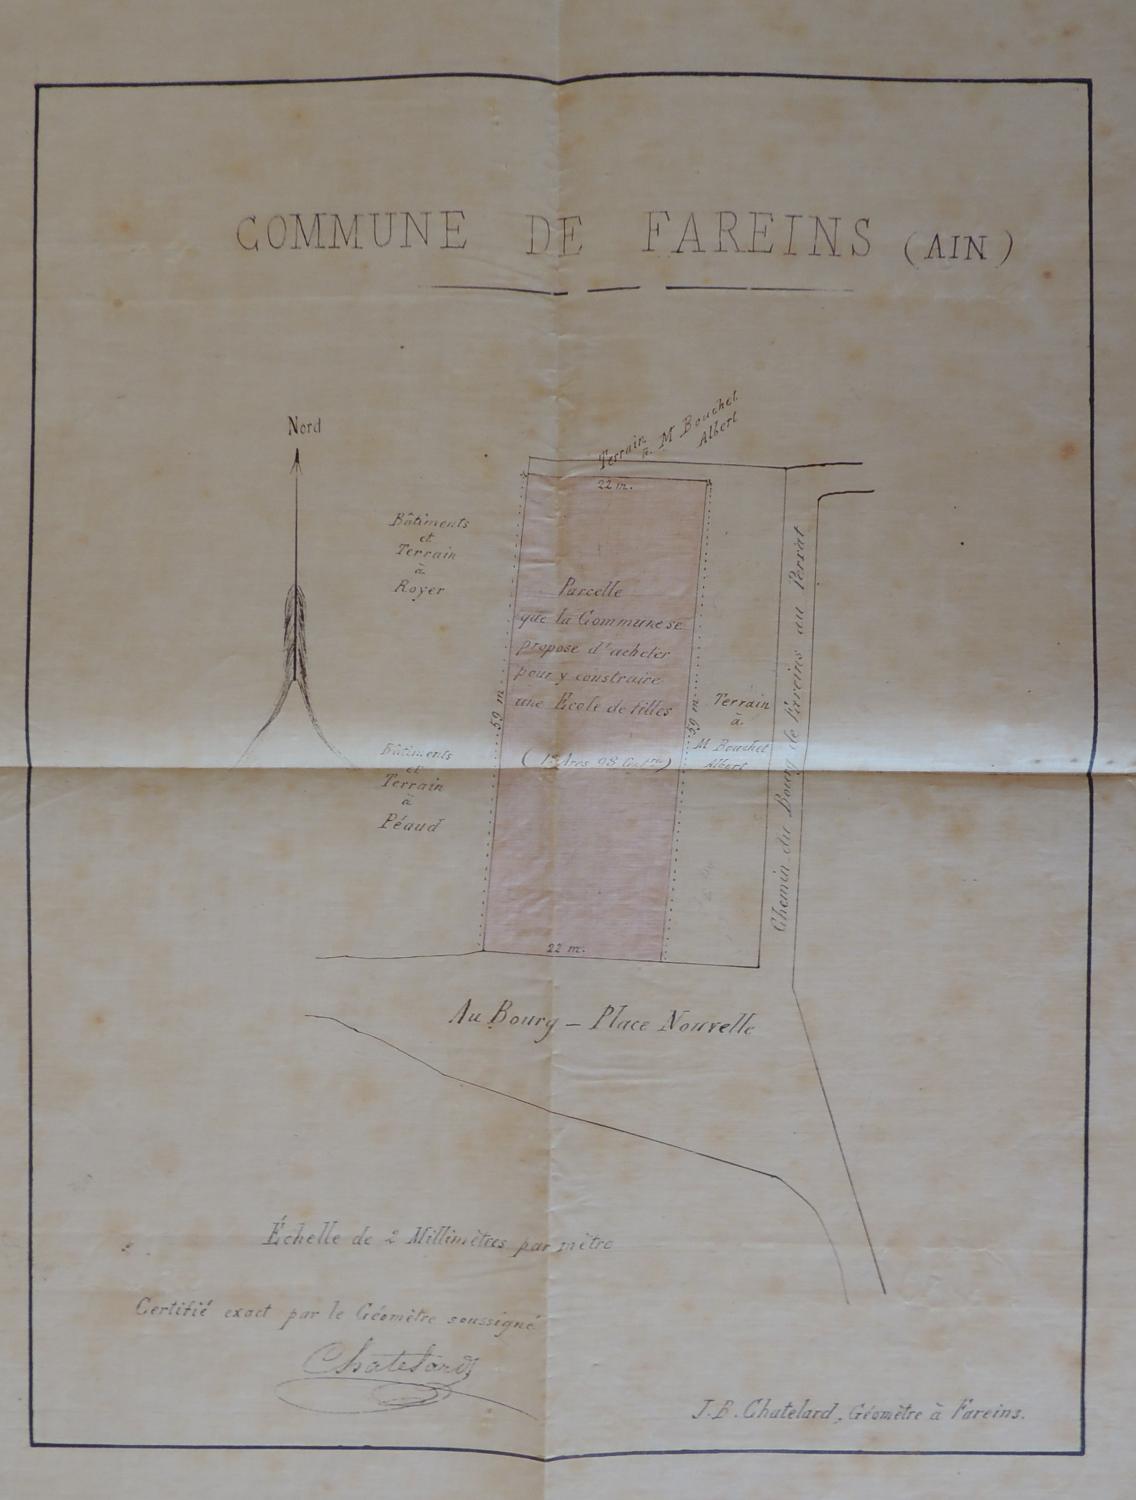 COMMUNE DE FAREINS (AIN)
Nord
Terrain
à M Bouchet
Albert
22 m.
Bâtiments
et
Terrain
à
Royer
Parcelle
que la Commune se
propose d'acheter
pour y construire
une École de filles
59 m.
59 m.
Terrain
à
M Bouchet
Albert
Chemin du Bourg de Fareins au Perrat
Bâtiments
et
Terrain
à
Péaud
22 m.
Au Bourg - Place Nouvelle
Échelle de 2 Millimètres par mètre
Certifié exact par le Géomètre soussigné
Chatelard
J.B. Chatelard, Géomètre à Fareins.